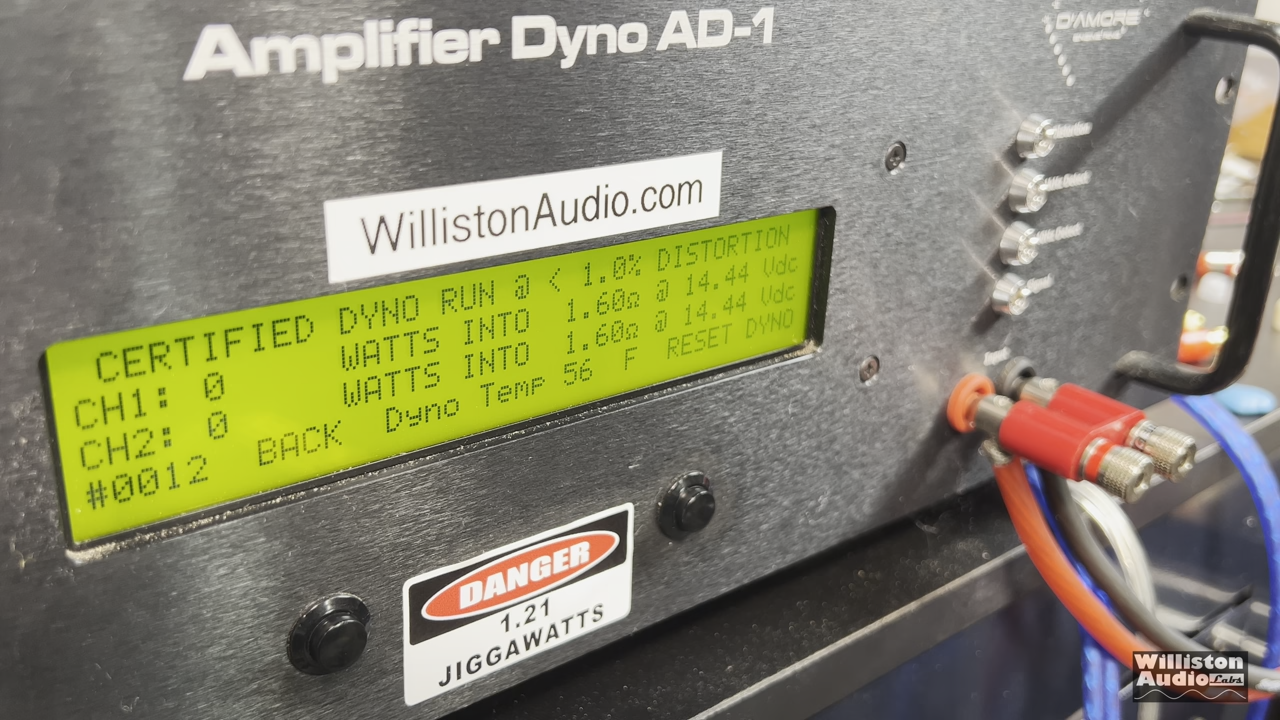 Amplifier Dyno AD-1
D'AMORE
WillistonAudio.com
CERTIFIED DYNO RUN @ < 1.0% DISTORTION
CH1: 0 WATTS INTO 1.60Ω @ 14.44 Vdc
CH2: 0 WATTS INTO 1.60Ω @ 14.44 Vdc
#0012 BACK Dyno Temp 56 F RESET DYNO
DANGER
1.21
JIGGAWATTS
Williston
Audio Labs